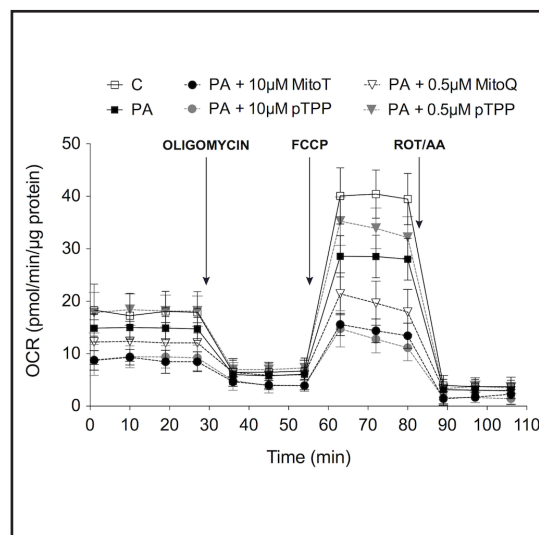 C
PA + 10µM MitoT
PA + 0.5µM MitoQ
PA
PA + 10µM pTPP
PA + 0.5µM pTPP
OLIGOMYCIN
FCCP
ROT/AA
OCR (pmol/min/µg protein)
50
40
30
20
10
0
0 10 20 30 40 50 60 70 80 90 100 110
Time (min)